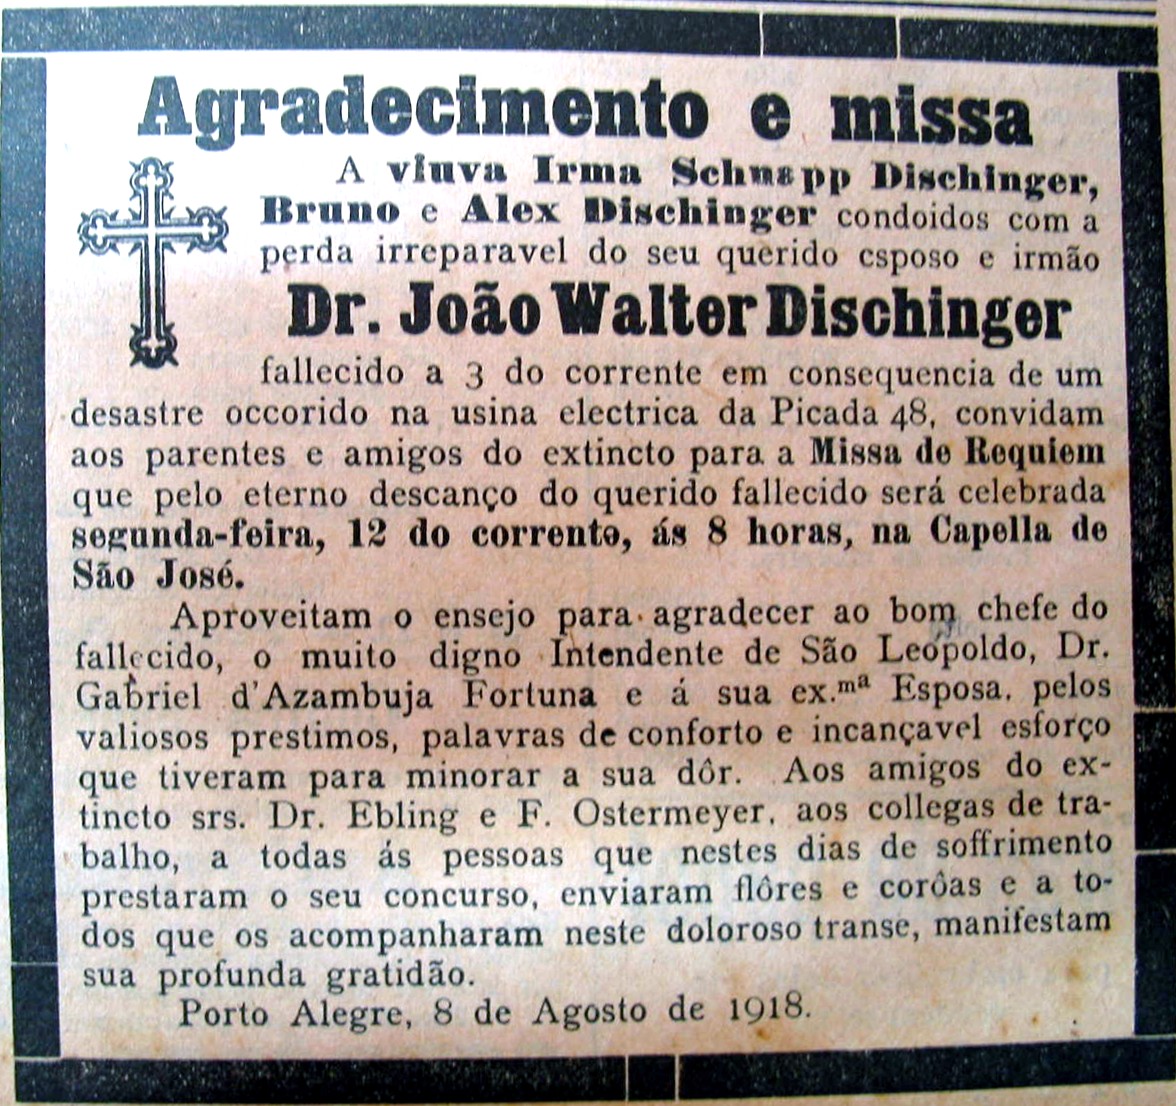 Agradecimento e missa
A viuva Irma Schnapp Dischinger,
Bruno e Alex Dischinger condoidos com a
perda irreparavel do seu querido esposo e irmão
Dr. João Walter Dischinger
fallecido a 3 do corrente em consequencia de um
desastre occorido na usina electrica da Picada 48, convidam
aos parentes e amigos do extincto para a Missa de Requiem
que pelo eterno descanço do querido fallecido será celebrada
segunda-feira, 12 do corrente, ás 8 horas, na Capella de
São José.
Aproveitam o ensejo para agradecer ao bom chefe do
fallecido, o muito digno Intendente de São Leopoldo, Dr.
Gabriel d'Azambuja Fortuna e á sua ex.ᵐᵃ Esposa. pelos
valiosos prestimos, palavras de conforto e incançavel esforço
que tiveram para minorar a sua dôr. Aos amigos do ex-
tincto srs. Dr. Ebling e F. Ostermeyer, aos collegas de tra-
balho, a todas ás pessoas que nestes dias de soffrimento
prestaram o seu concurso, enviaram flôres e corôas e a to-
dos que os acompanharam neste doloroso transe, manifestam
sua profunda gratidão.
Porto Alegre, 8 de Agosto de 1918.